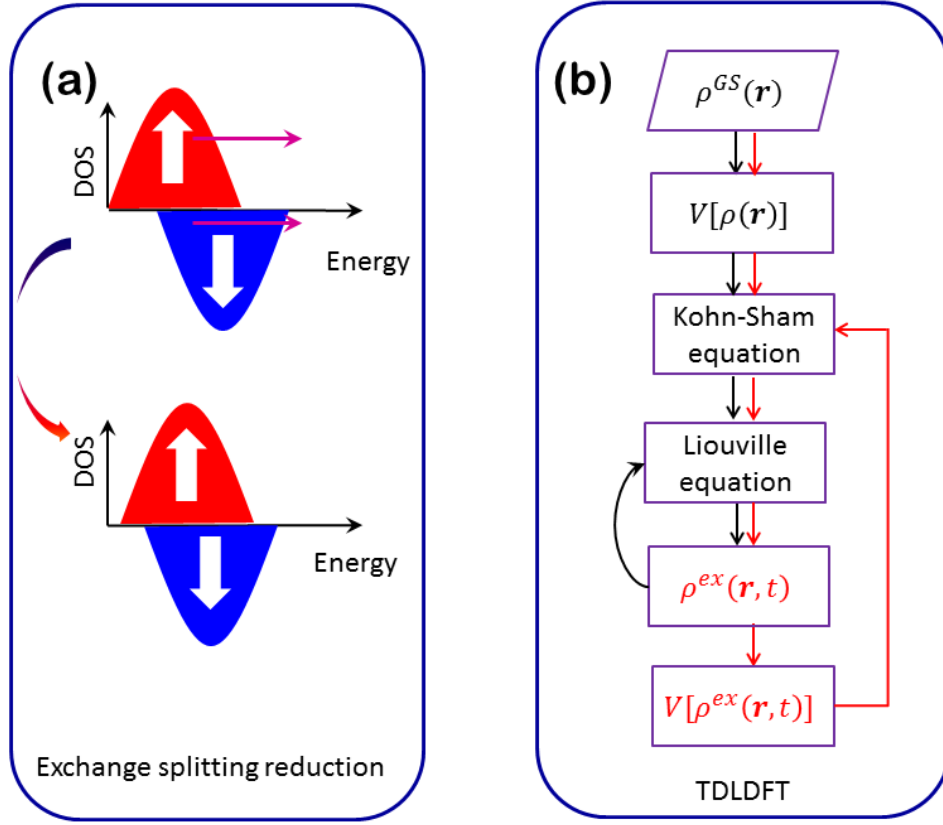 (a)
DOS
Energy
DOS
Energy
Exchange splitting reduction
(b)
ρ^{GS}(r)
V[ρ(r)]
Kohn-Sham
equation
Liouville
equation
ρ^{ex}(r, t)
V[ρ^{ex}(r, t)]
TDLDFT